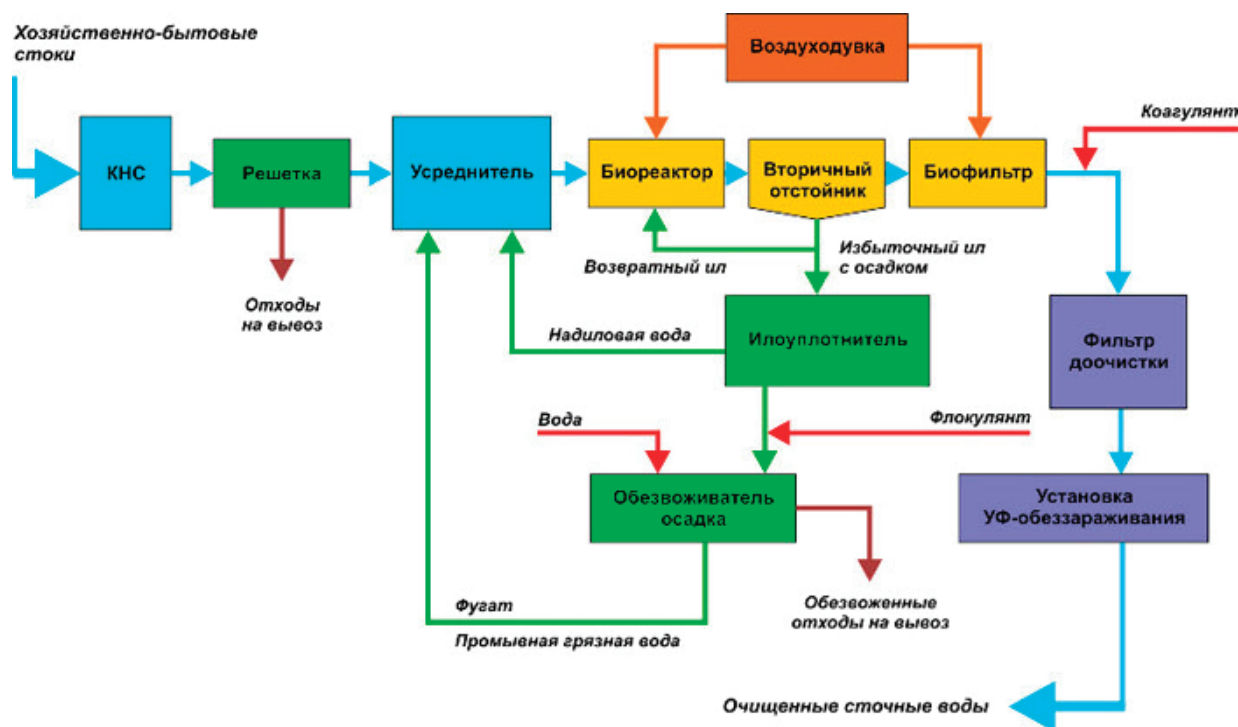 Хозяйственно-бытовые
стоки
Воздуходувка
Коагулянт
КНС
Решетка
Усреднитель
Биореактор
Вторичный
отстойник
Биофильтр
Возвратный ил
Избыточный ил
с осадком
Отходы
на вывоз
Надиловая вода
Илоуплотнитель
Фильтр
доочистки
Вода
Флокулянт
Обезвоживатель
осадка
Установка
УФ-обеззараживания
Фугат
Промывная грязная вода
Обезвоженные
отходы на вывоз
Очищенные сточные воды